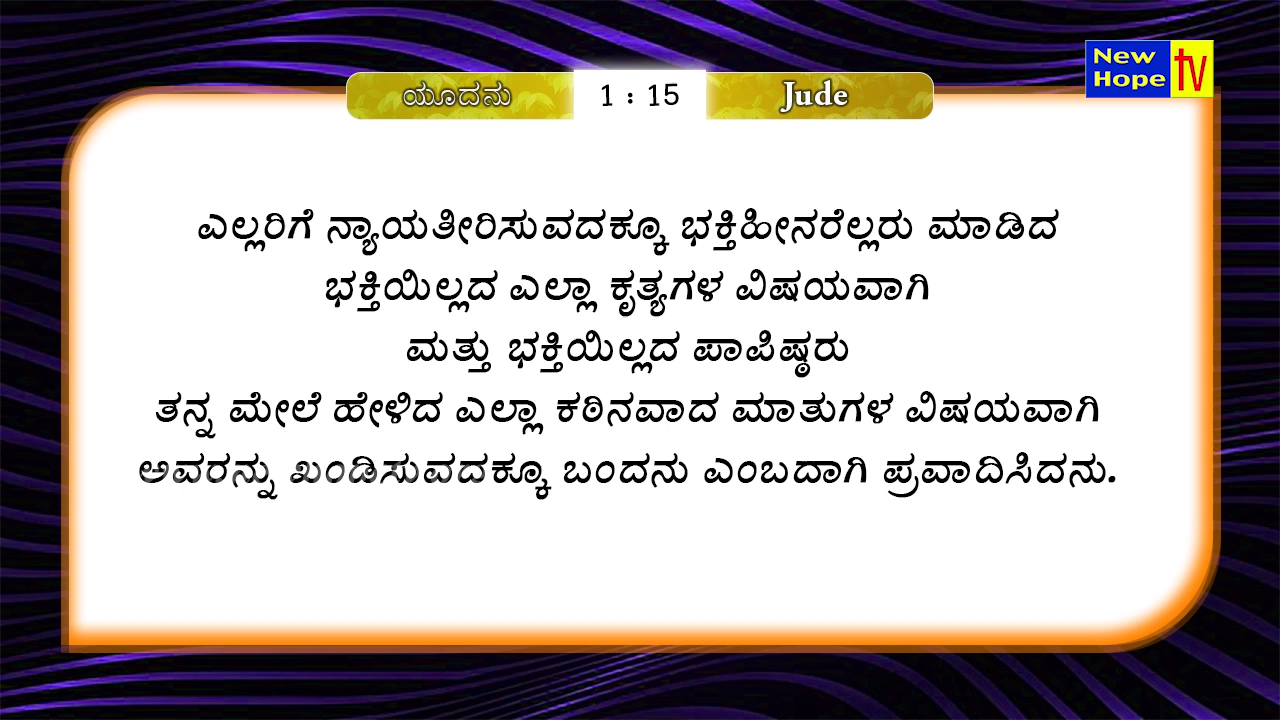 New
Hope
tv
ಯೂದನು 1 : 15 Jude
ಎಲ್ಲರಿಗೆ ನ್ಯಾಯತೀರಿಸುವದಕ್ಕೂ ಭಕ್ತಿಹೀನರೆಲ್ಲರು ಮಾಡಿದ
ಭಕ್ತಿಯಿಲ್ಲದ ಎಲ್ಲಾ ಕೃತ್ಯಗಳ ವಿಷಯವಾಗಿ
ಮತ್ತು ಭಕ್ತಿಯಿಲ್ಲದ ಪಾಪಿಷ್ಠರು
ತನ್ನ ಮೇಲೆ ಹೇಳಿದ ಎಲ್ಲಾ ಕಠಿನವಾದ ಮಾತುಗಳ ವಿಷಯವಾಗಿ
ಅವರನ್ನು ಖಂಡಿಸುವದಕ್ಕೂ ಬಂದನು ಎಂಬದಾಗಿ ಪ್ರವಾದಿಸಿದನು.